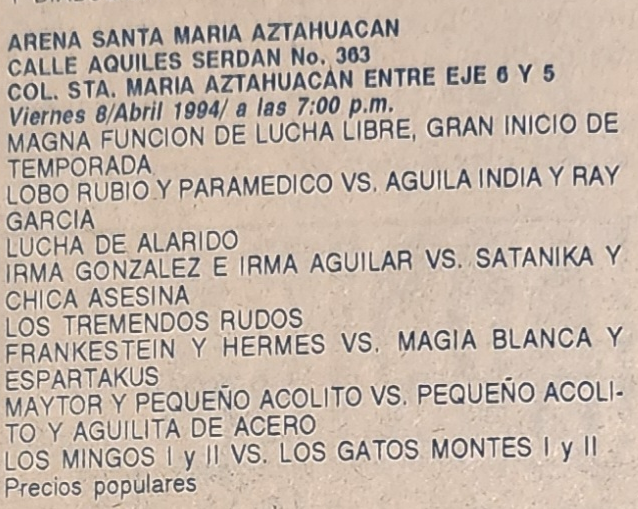 ARENA SANTA MARIA AZTAHUACAN
CALLE AQUILES SERDAN No. 363
COL. STA. MARIA AZTAHUACAN ENTRE EJE 6 Y 5
Viernes 8/Abril 1994/ a las 7:00 p.m.
MAGNA FUNCION DE LUCHA LIBRE, GRAN INICIO DE
TEMPORADA
LOBO RUBIO Y PARAMEDICO VS. AGUILA INDIA Y RAY
GARCIA
LUCHA DE ALARIDO
IRMA GONZALEZ E IRMA AGUILAR VS. SATANIKA Y
CHICA ASESINA
LOS TREMENDOS RUDOS
FRANKESTEIN Y HERMES VS. MAGIA BLANCA Y
ESPARTAKUS
MAYTOR Y PEQUEÑO ACOLITO VS. PEQUEÑO ACOLI-
TO Y AGUILITA DE ACERO
LOS MINGOS I y II VS. LOS GATOS MONTES I y II
Precios populares